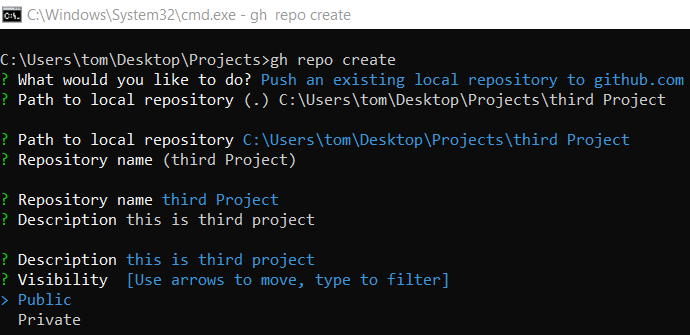 C:\Windows\System32\cmd.exe - gh  repo create
C:\Users\tom\Desktop\Projects>gh repo create
? What would you like to do? Push an existing local repository to github.com
? Path to local repository (.) C:\Users\tom\Desktop\Projects\third Project
? Path to local repository C:\Users\tom\Desktop\Projects\third Project
? Repository name (third Project)
? Repository name third Project
? Description this is third project
? Description this is third project
? Visibility  [Use arrows to move, type to filter]
> Public
  Private